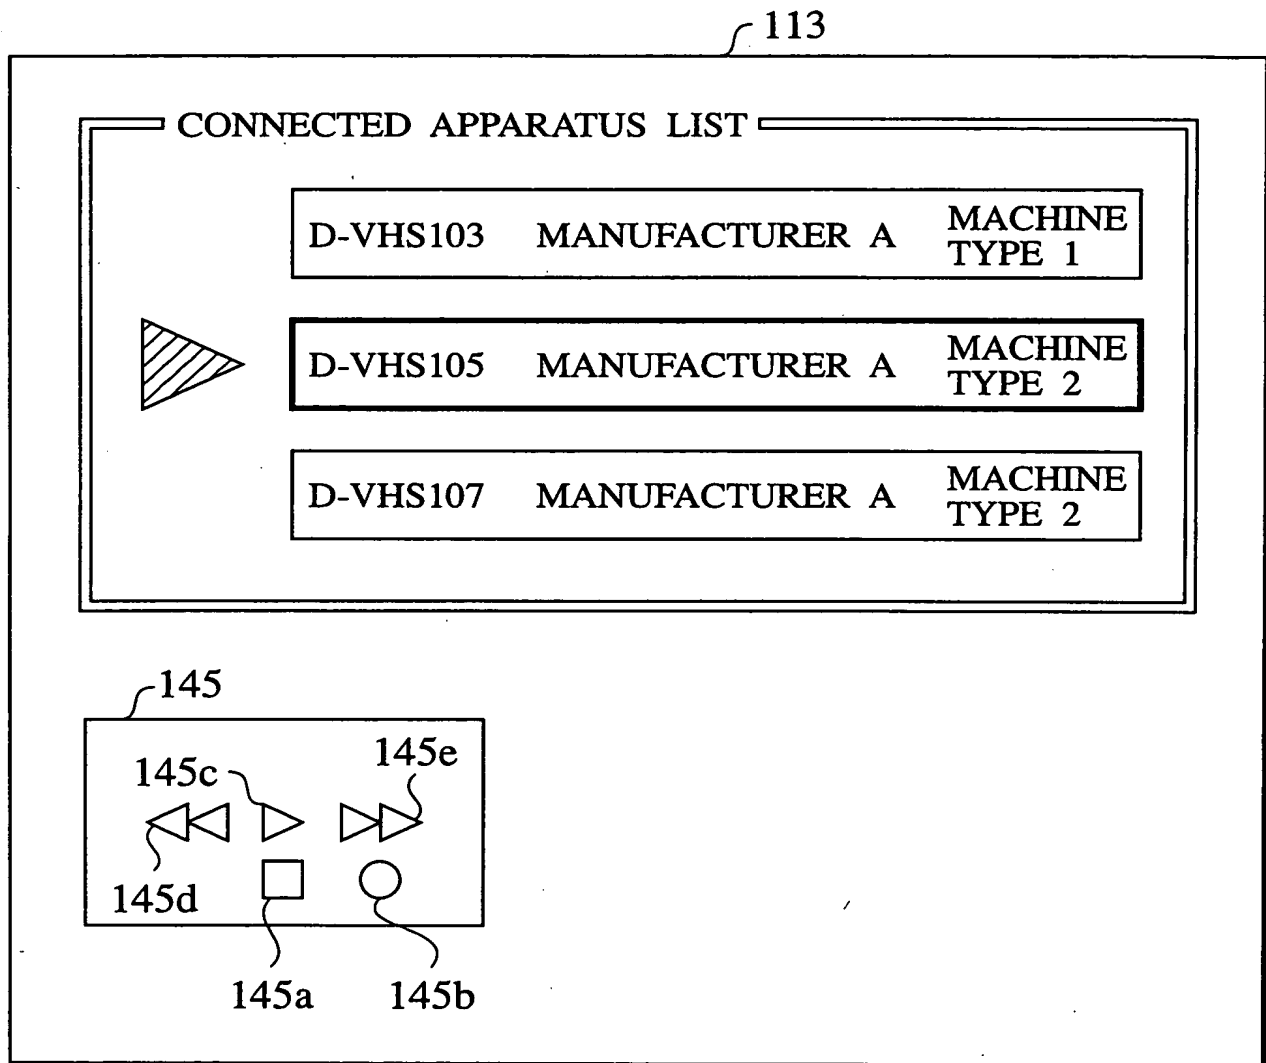 113
CONNECTED APPARATUS LIST
D-VHS103 MANUFACTURER A MACHINE TYPE 1
D-VHS105 MANUFACTURER A MACHINE TYPE 2
D-VHS107 MANUFACTURER A MACHINE TYPE 2
145
145c 145e
145d
145a 145b